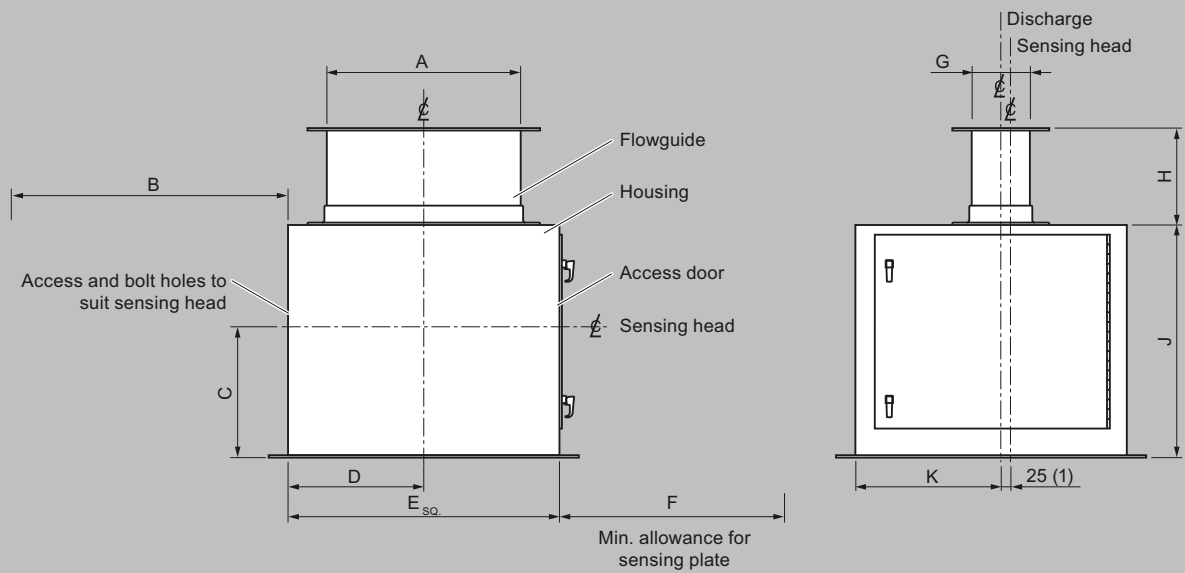 Discharge
Sensing head
A
G
℄
℄
℄
Flowguide
H
B
Housing
Access and bolt holes to
suit sensing head
Access door
℄
Sensing head
J
C
D
K
25 (1)
E SQ.
F
Min. allowance for
sensing plate